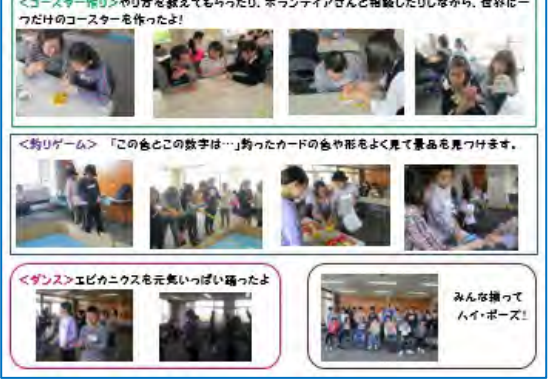 <コースター作り>やり方を教えてもらったり、ボランティアさんと相談したりしながら、世界に一
つだけのコースターを作ったよ!
<釣りゲーム> 「この色とこの数字は…」釣ったカードの色や形をよく見て景品を見つけます。
<ダンス>エビカニクスを元気いっぱい踊ったよ
みんな揃って
ハイ・ポーズ!